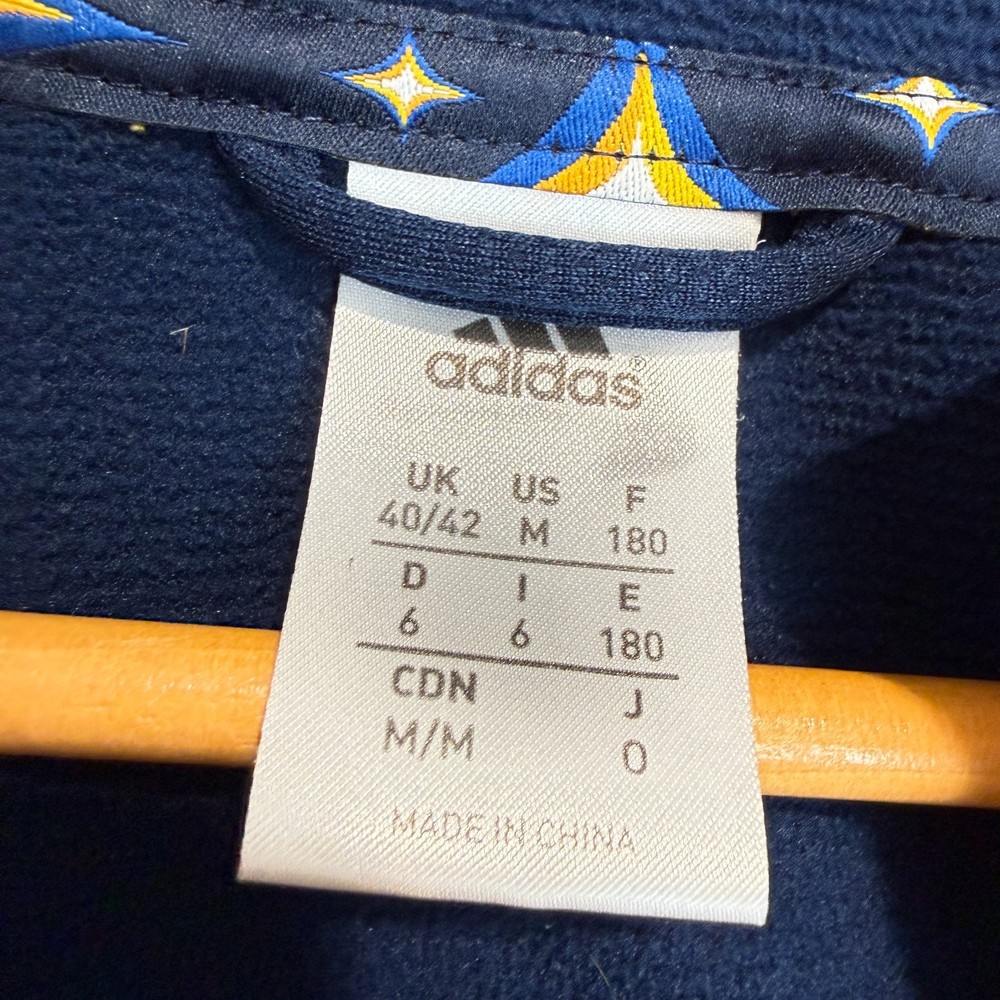 adidas®
UK US F
40/42 M 180
D I E
6 6 180
CDN J
M/M O
MADE IN CHINA